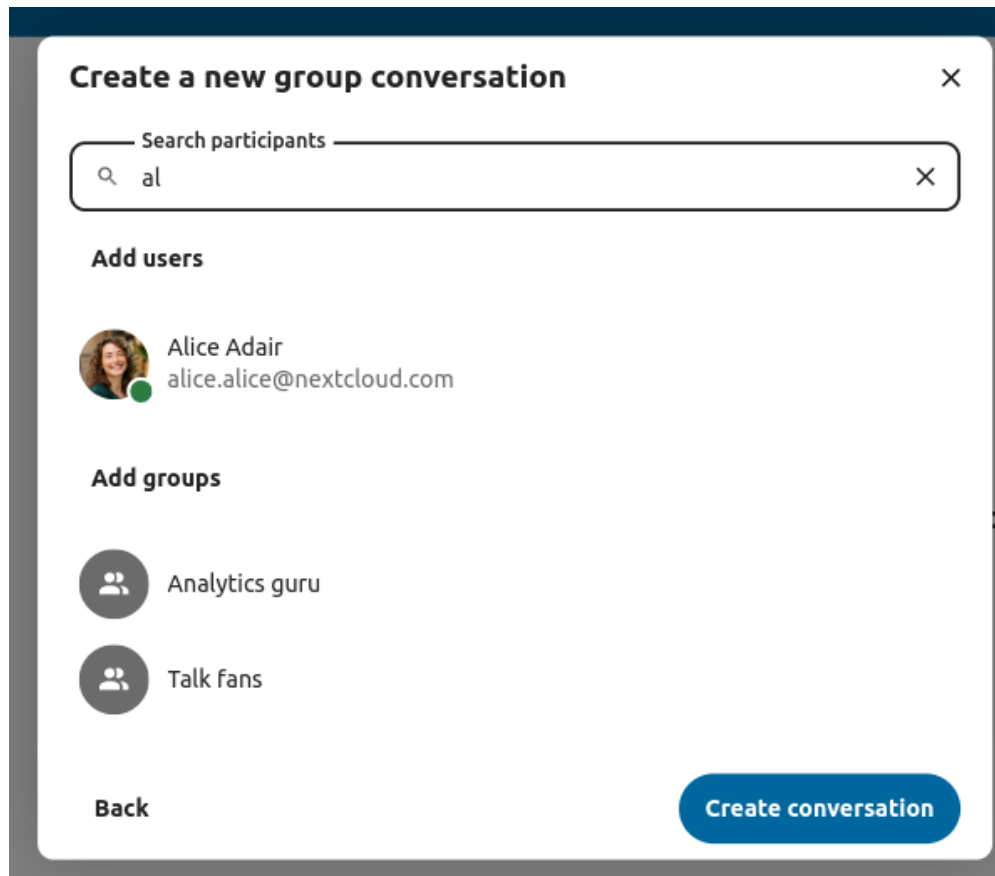 Create a new group conversation
Search participants
al
Add users
Alice Adair
alice.alice@nextcloud.com
Add groups
Analytics guru
Talk fans
Back
Create conversation